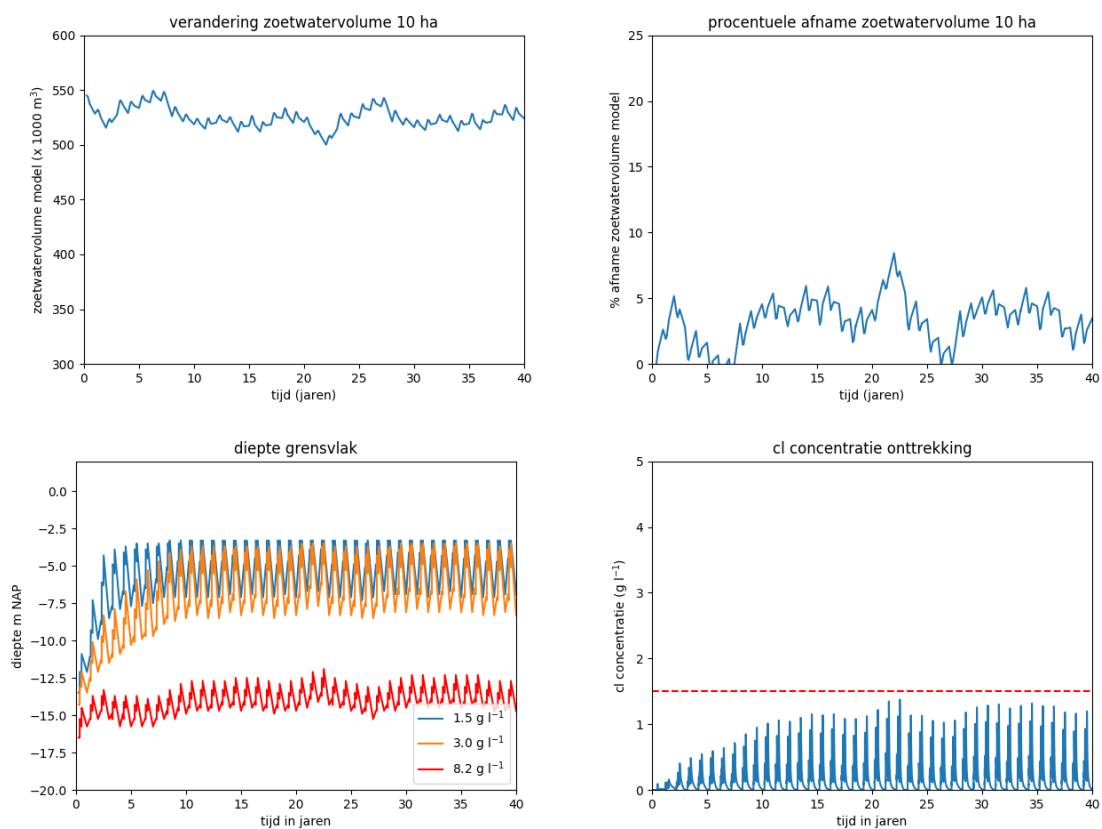 verandering zoetwatervolume 10 ha
zoetwatervolume model (x 1000 m³)
600
550
500
450
400
350
300
0 5 10 15 20 25 30 35 40
tijd (jaren)
procentuele afname zoetwatervolume 10 ha
% afname zoetwatervolume model
25
20
15
10
5
0
0 5 10 15 20 25 30 35 40
tijd (jaren)
diepte grensvlak
diepte m NAP
0.0
−2.5
−5.0
−7.5
−10.0
−12.5
−15.0
−17.5
−20.0
1.5 g l⁻¹
3.0 g l⁻¹
8.2 g l⁻¹
0 5 10 15 20 25 30 35 40
tijd in jaren
cl concentratie onttrekking
cl concentratie (g l⁻¹)
5
4
3
2
1
0
0 5 10 15 20 25 30 35 40
tijd in jaren